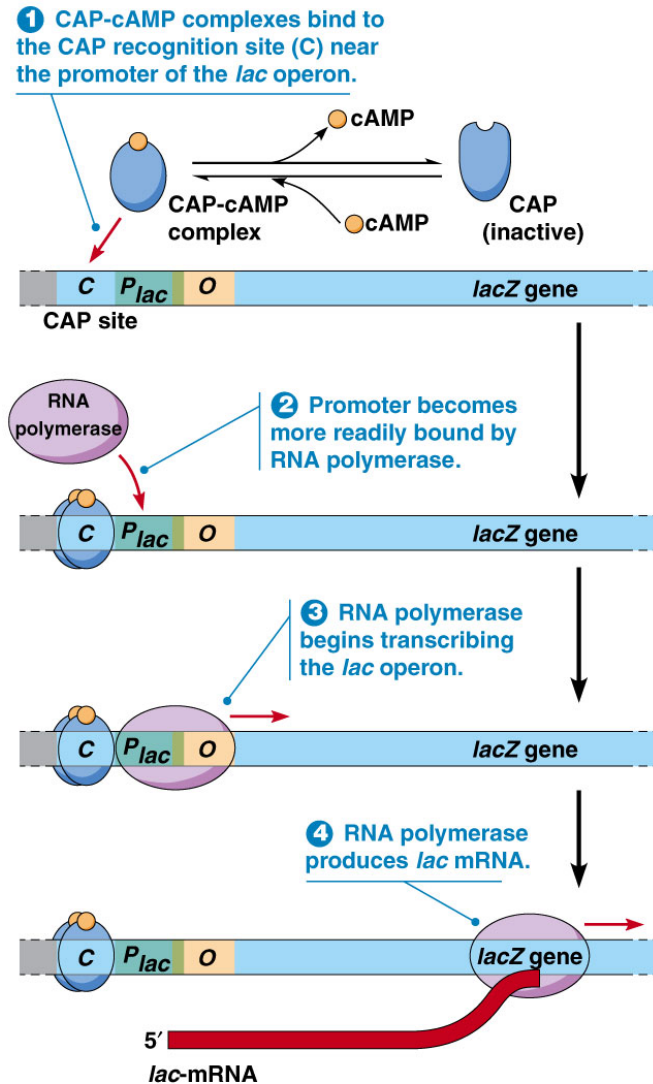 1 CAP-cAMP complexes bind to
the CAP recognition site (C) near
the promoter of the lac operon.
cAMP
CAP-cAMP
complex
cAMP
CAP
(inactive)
C Plac O lacZ gene
CAP site
RNA
polymerase
2 Promoter becomes
more readily bound by
RNA polymerase.
C Plac O lacZ gene
3 RNA polymerase
begins transcribing
the lac operon.
C Plac O lacZ gene
4 RNA polymerase
produces lac mRNA.
C Plac O lacZ gene
5′
lac-mRNA